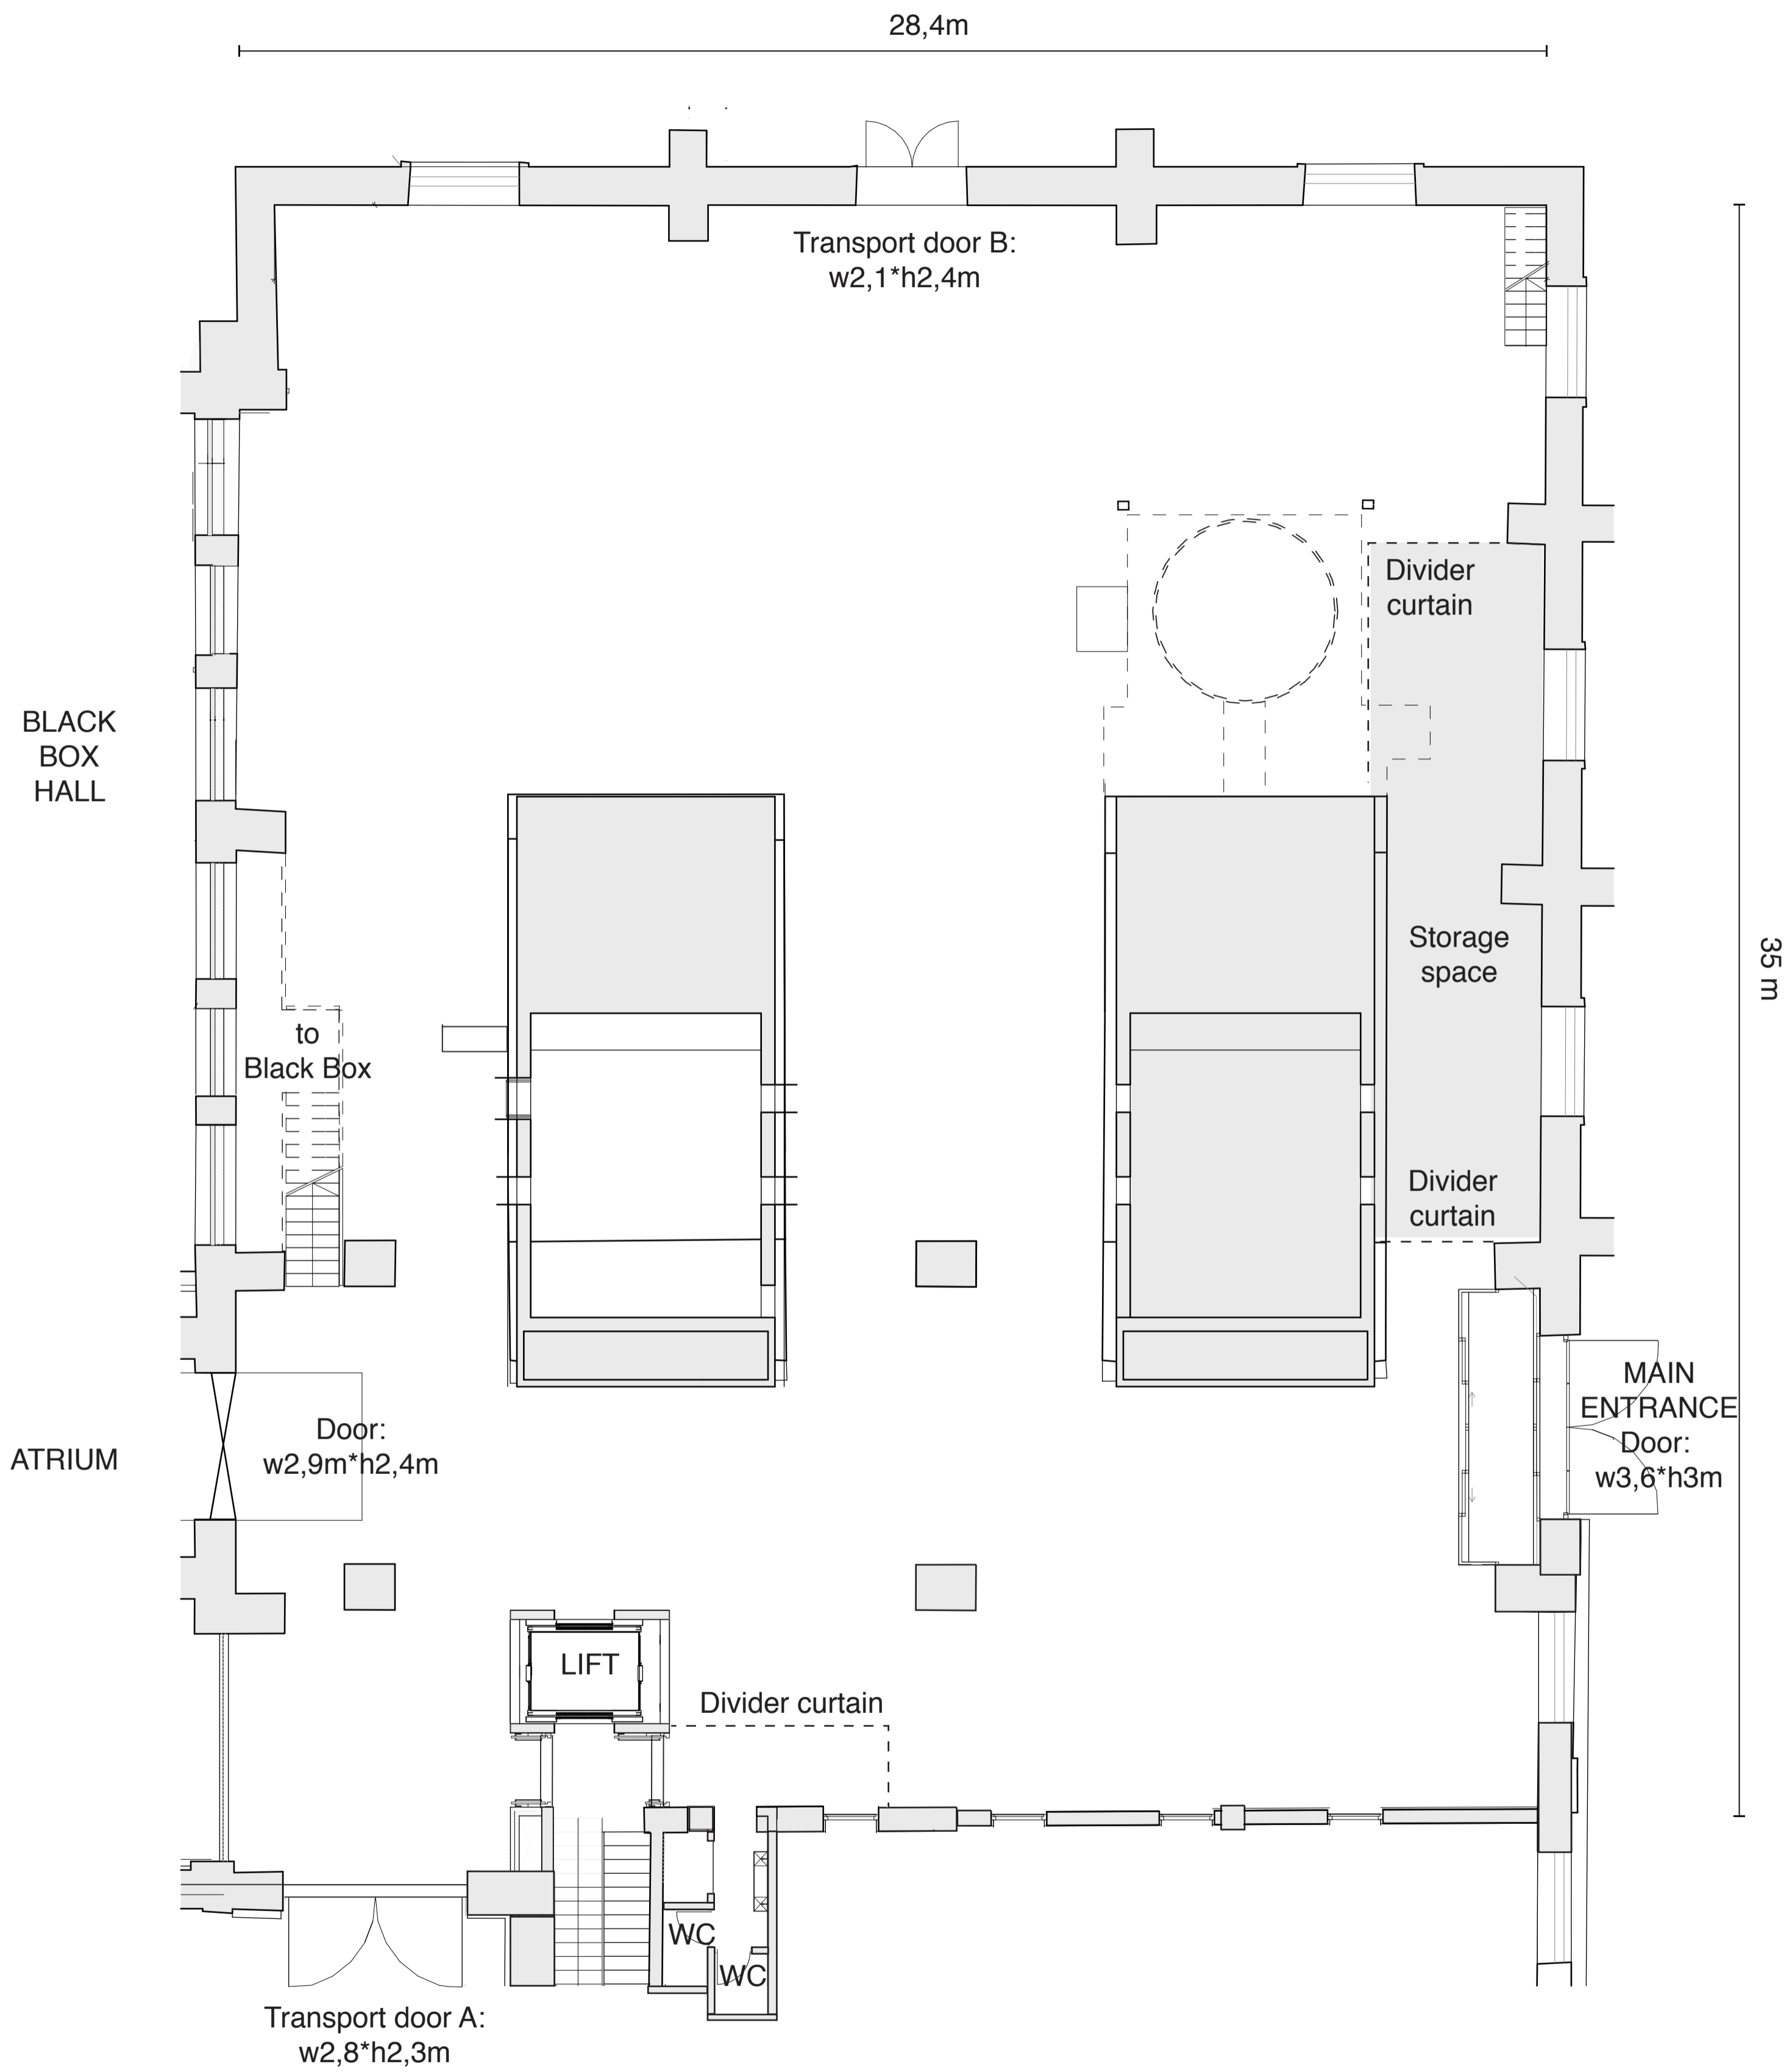 28,4m
Transport door B:
w2,1*h2,4m
Divider
curtain
BLACK
BOX
HALL
Storage
space
35 m
to
Black Box
Divider
curtain
MAIN
ENTRANCE
Door:
w3,6*h3m
ATRIUM
Door:
w2,9m*h2,4m
LIFT
Divider curtain
WC
WC
Transport door A:
w2,8*h2,3m